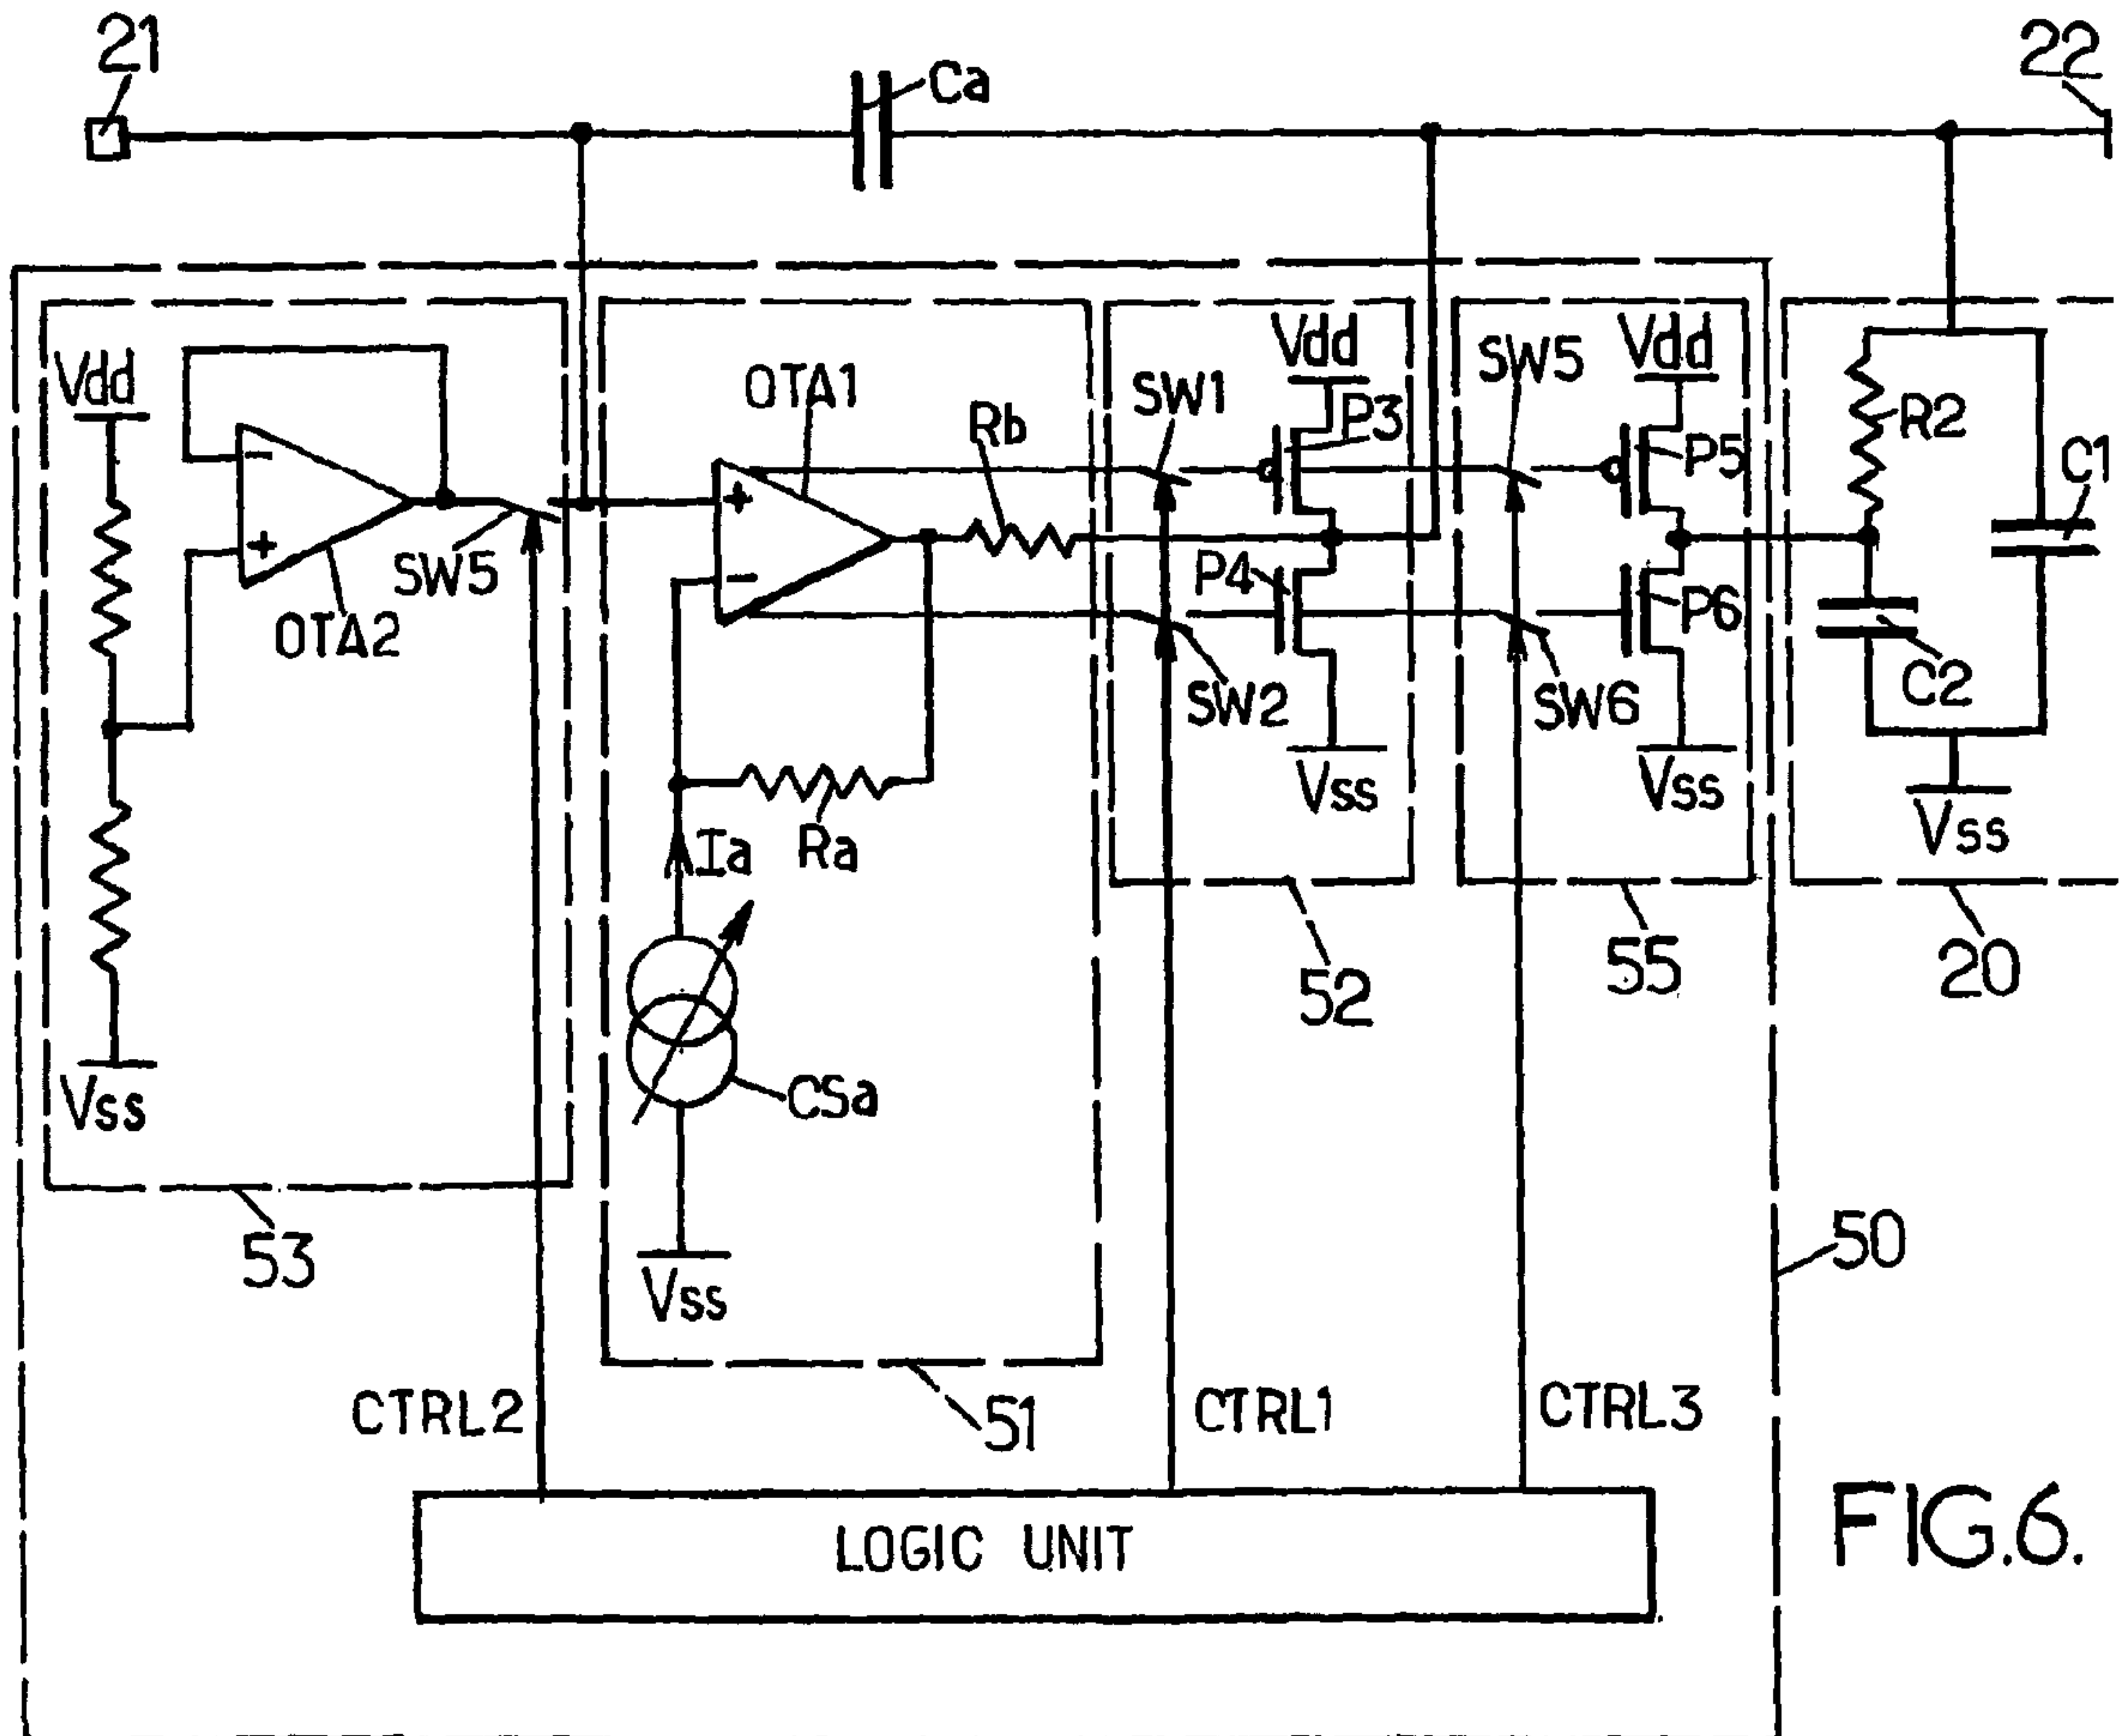 21
Ca
22
Vdd
OTA1
Rb
SW1
Vdd
P3
SW5
Vdd
P5
R2
C1
SW5
OTA2
P4
SW2
P6
SW6
C2
Vss
Vss
Vss
Ia
Ra
52
55
20
CSa
Vss
53
Vss
50
CTRL2
51
CTRL1
CTRL3
LOGIC UNIT
FIG.6.